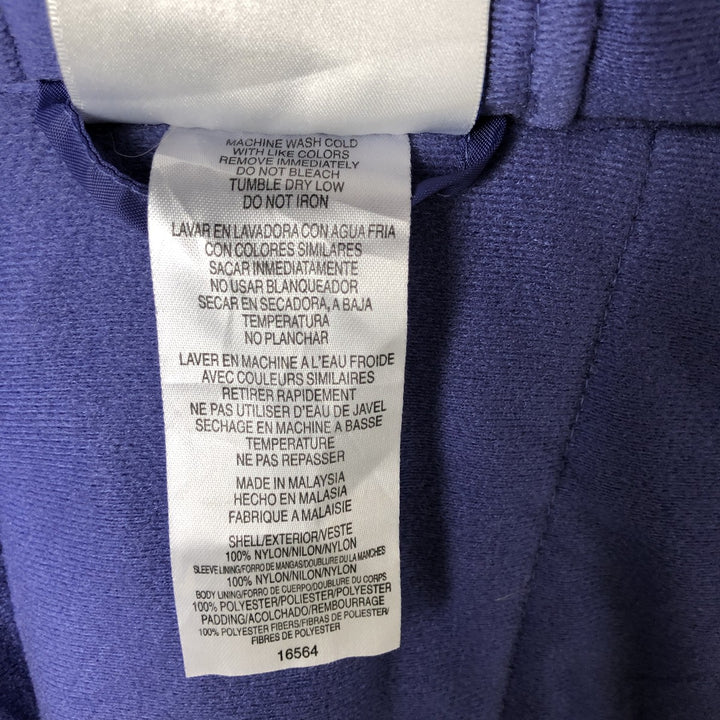 MACHINE WASH COLD
WITH LIKE COLORS
REMOVE IMMEDIATELY
DO NOT BLEACH
TUMBLE DRY LOW
DO NOT IRON
LAVAR EN LAVADORA CON AGUA FRIA
CON COLORES SIMILARES
SACAR INMEDIATAMENTE
NO USAR BLANQUEADOR
SECAR EN SECADORA, A BAJA
TEMPERATURA
NO PLANCHAR
LAVER EN MACHINE A L'EAU FROIDE
AVEC COULEURS SIMILAIRES
RETIRER RAPIDEMENT
NE PAS UTILISER D'EAU DE JAVEL
SECHAGE EN MACHINE A BASSE
TEMPERATURE
NE PAS REPASSER
MADE IN MALAYSIA
HECHO EN MALASIA
FABRIQUE A MALAISIE
SHELL/EXTERIOR/VESTE
100% NYLON/NILON/NYLON
SLEEVE LINING/FORRO DE MANGAS/DOUBLURE DU LA MANCHES
100% NYLON/NILON/NYLON
BODY LINING/FORRO DE CUERPO/DOUBLURE DU CORPS
100% POLYESTER/POLIESTER/POLYESTER
PADDING/ACOLCHADO/REMBOURRAGE
100% POLYESTER FIBERS/FIBRAS DE POLIESTER/
FIBRES DE POLYESTER
16564